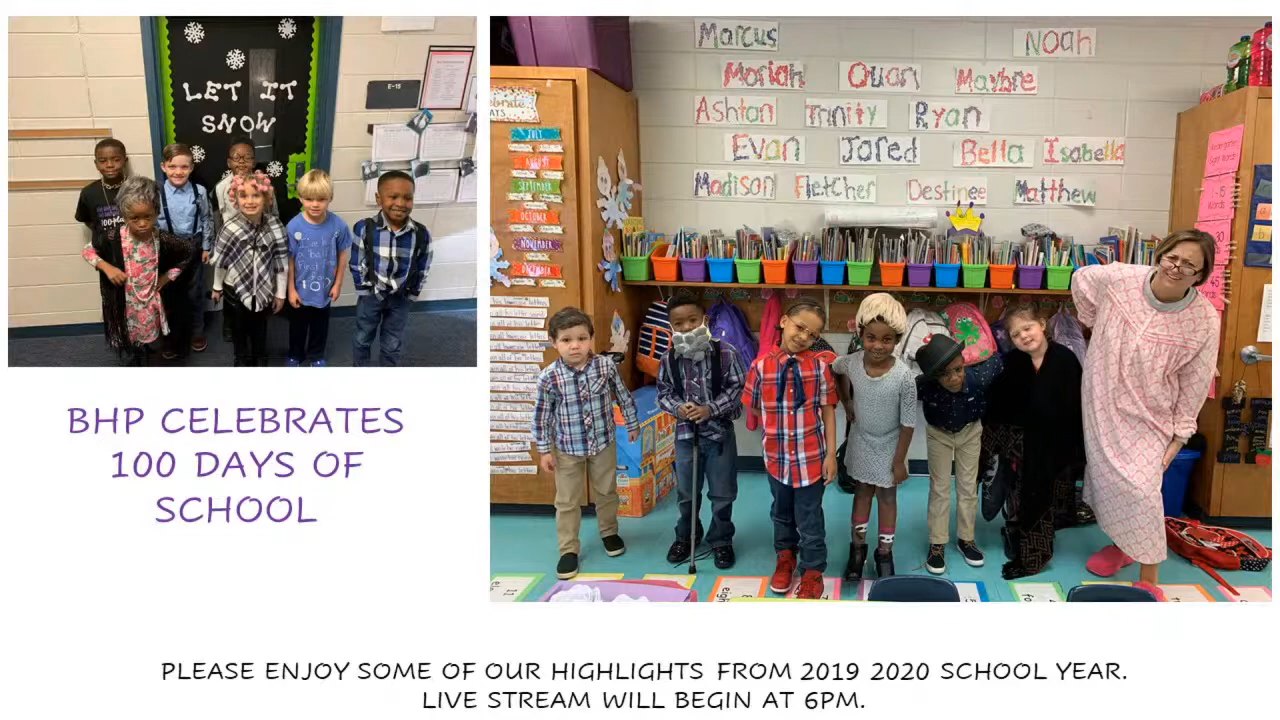 LET IT
SNOW
E-15
BHP CELEBRATES
100 DAYS OF
SCHOOL
Marcus
Noah
Moriah
Quan
Maybre
Ashton
Trinity
Ryan
Evan
Jared
Bella
Isabella
Madison
Fletcher
Destinee
Matthew
JULY
AUGUST
SEPTEMBER
OCTOBER
NOVEMBER
DECEMBER
PLEASE ENJOY SOME OF OUR HIGHLIGHTS FROM 2019 2020 SCHOOL YEAR.
LIVE STREAM WILL BEGIN AT 6PM.